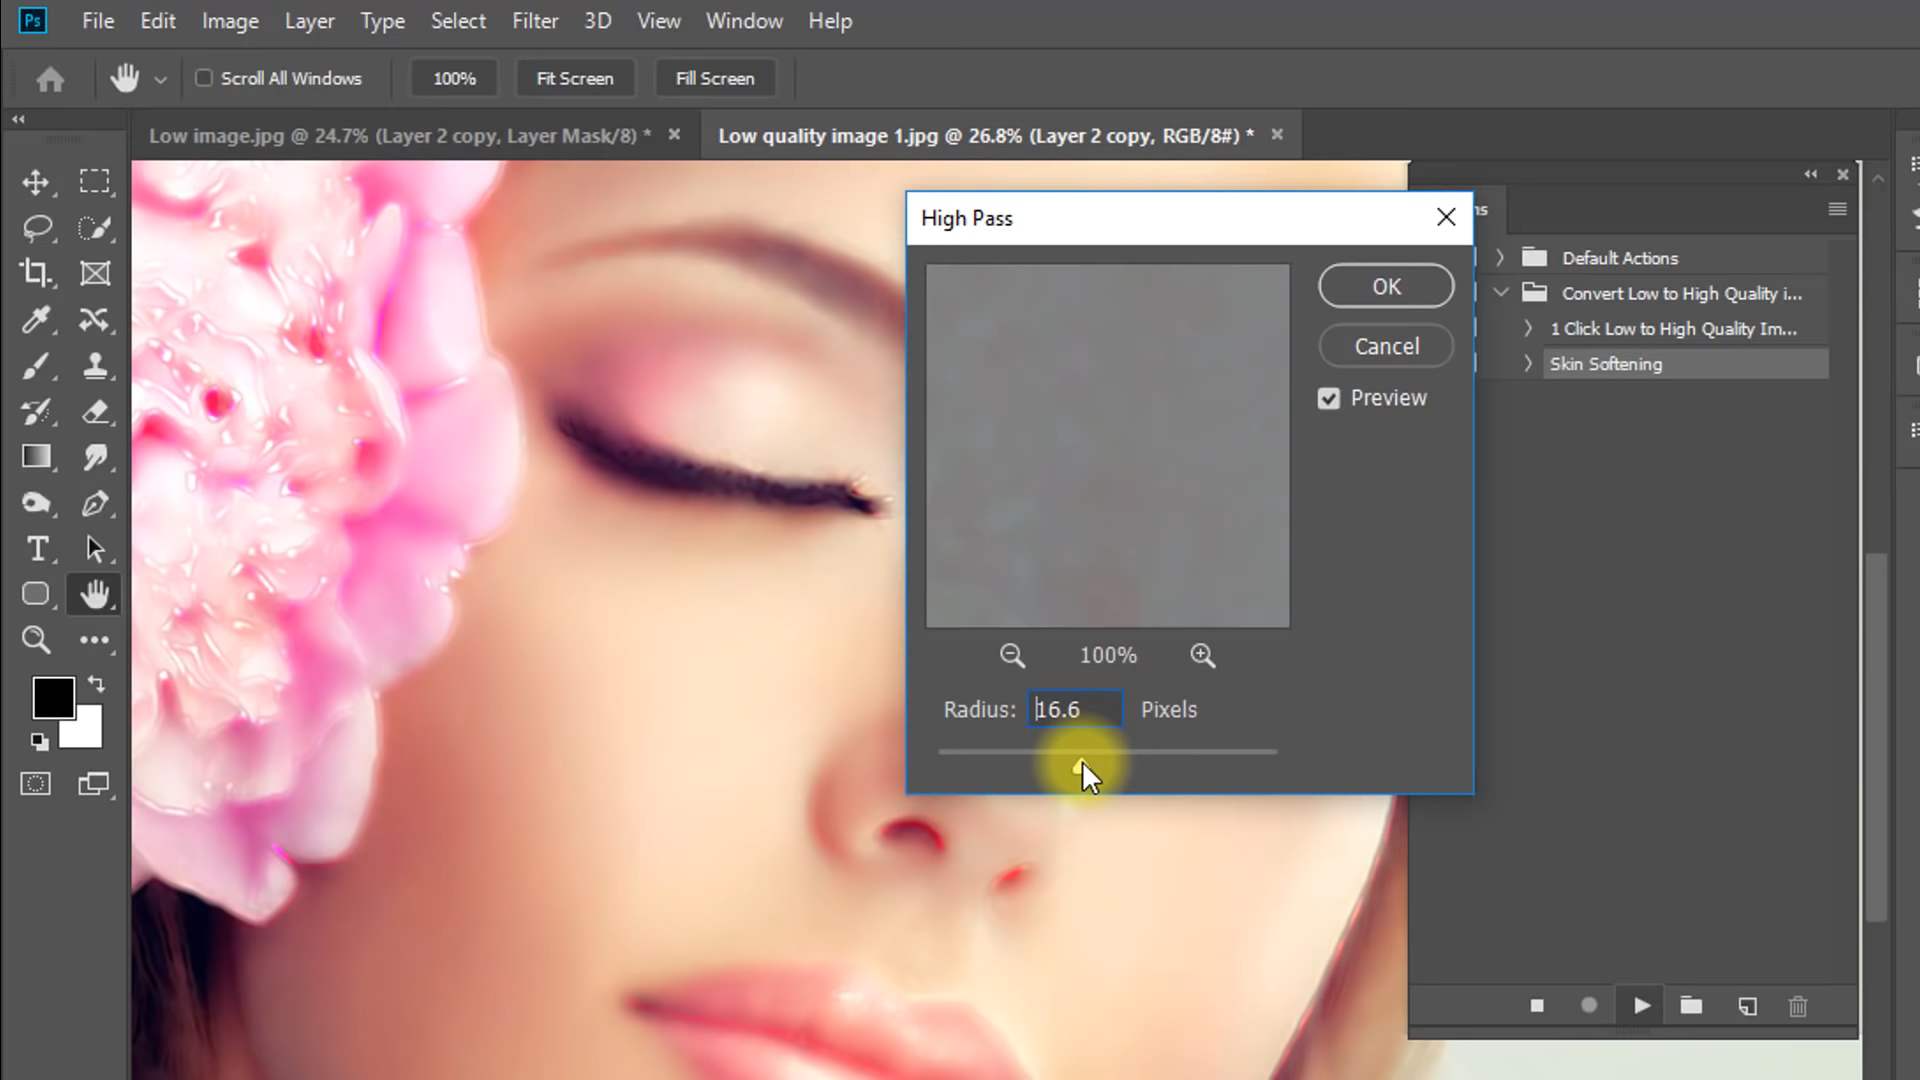 Ps File Edit Image Layer Type Select Filter 3D View Window Help
Scroll All Windows 100% Fit Screen Fill Screen
Low image.jpg @ 24.7% (Layer 2 copy, Layer Mask/8) * Low quality image 1.jpg @ 26.8% (Layer 2 copy, RGB/8#) *
High Pass
ns
OK
Cancel
Preview
100%
Radius: 16.6 Pixels
Default Actions
Convert Low to High Quality i...
1 Click Low to High Quality Im...
Skin Softening